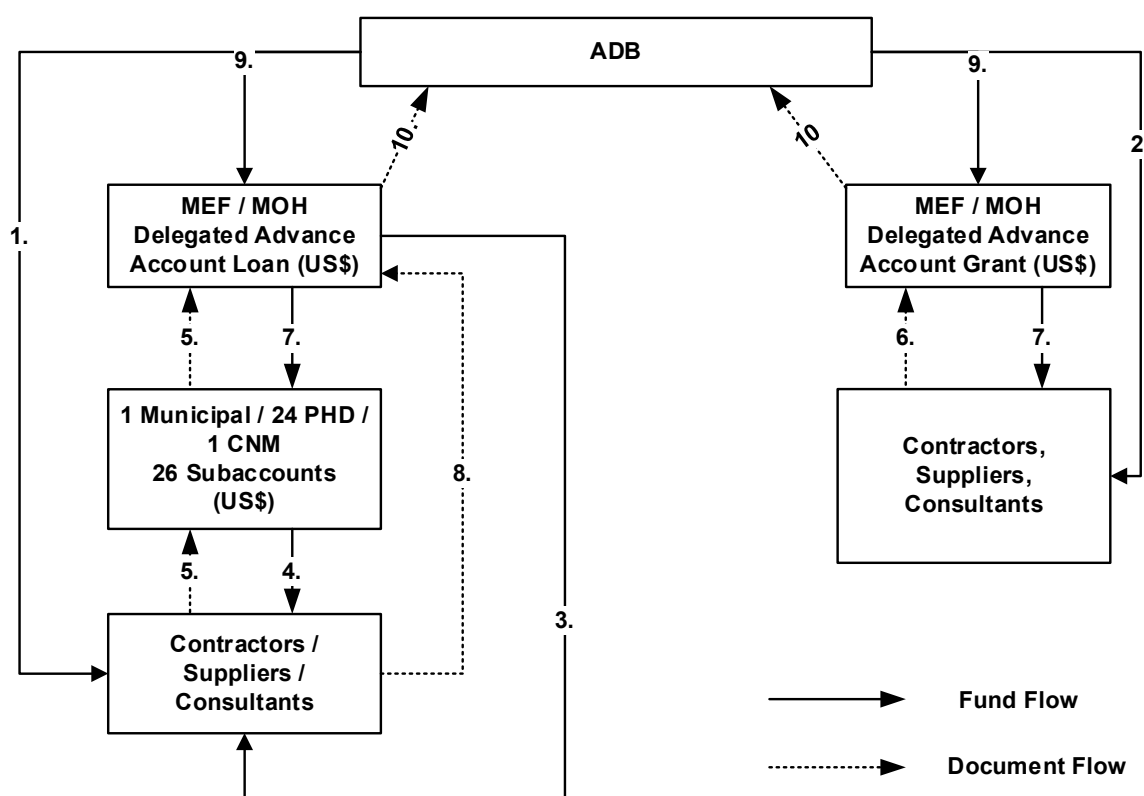 ADB
9.
9.
10.
10
2
MEF / MOH
Delegated Advance
Account Loan (US$)
MEF / MOH
Delegated Advance
Account Grant (US$)
1.
5.
7.
6.
7.
1 Municipal / 24 PHD /
1 CNM
26 Subaccounts
(US$)
8.
Contractors,
Suppliers,
Consultants
5.
4.
3.
Contractors /
Suppliers /
Consultants
Fund Flow
Document Flow